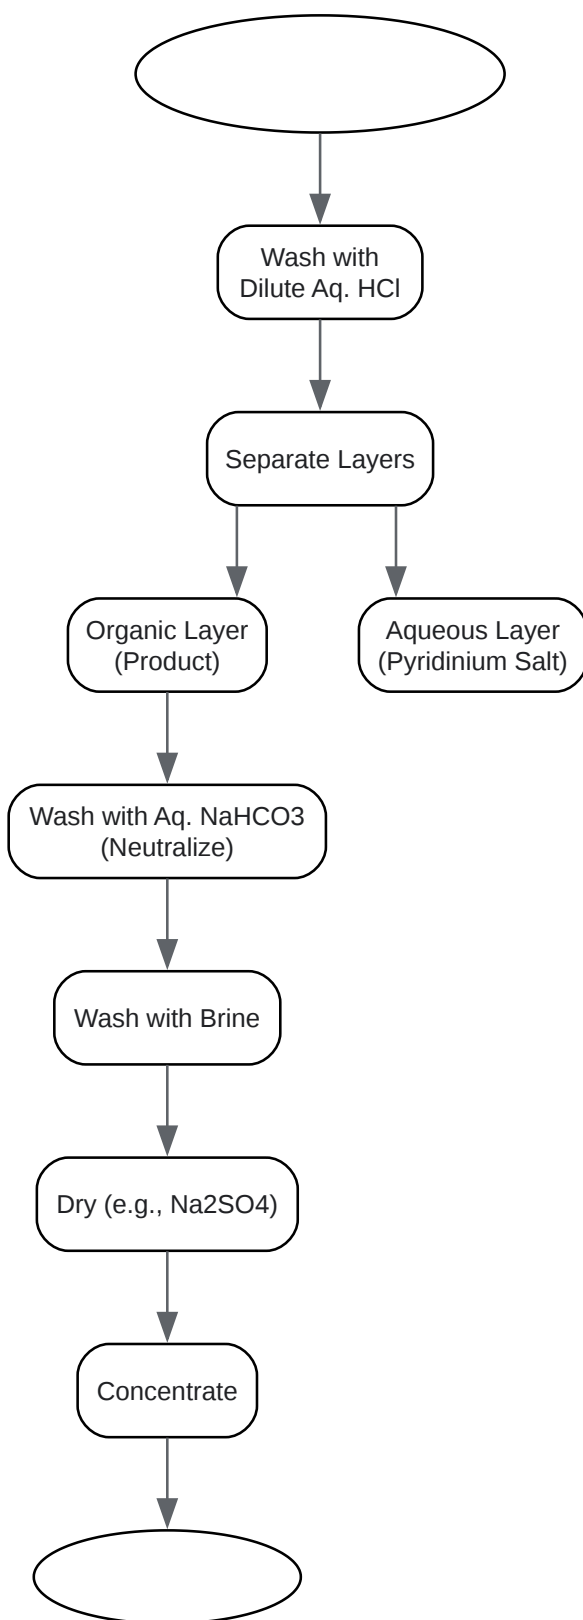 Wash with
Dilute Aq. HCl
Separate Layers
Organic Layer
(Product)
Aqueous Layer
(Pyridinium Salt)
Wash with Aq. NaHCO3
(Neutralize)
Wash with Brine
Dry (e.g., Na2SO4)
Concentrate